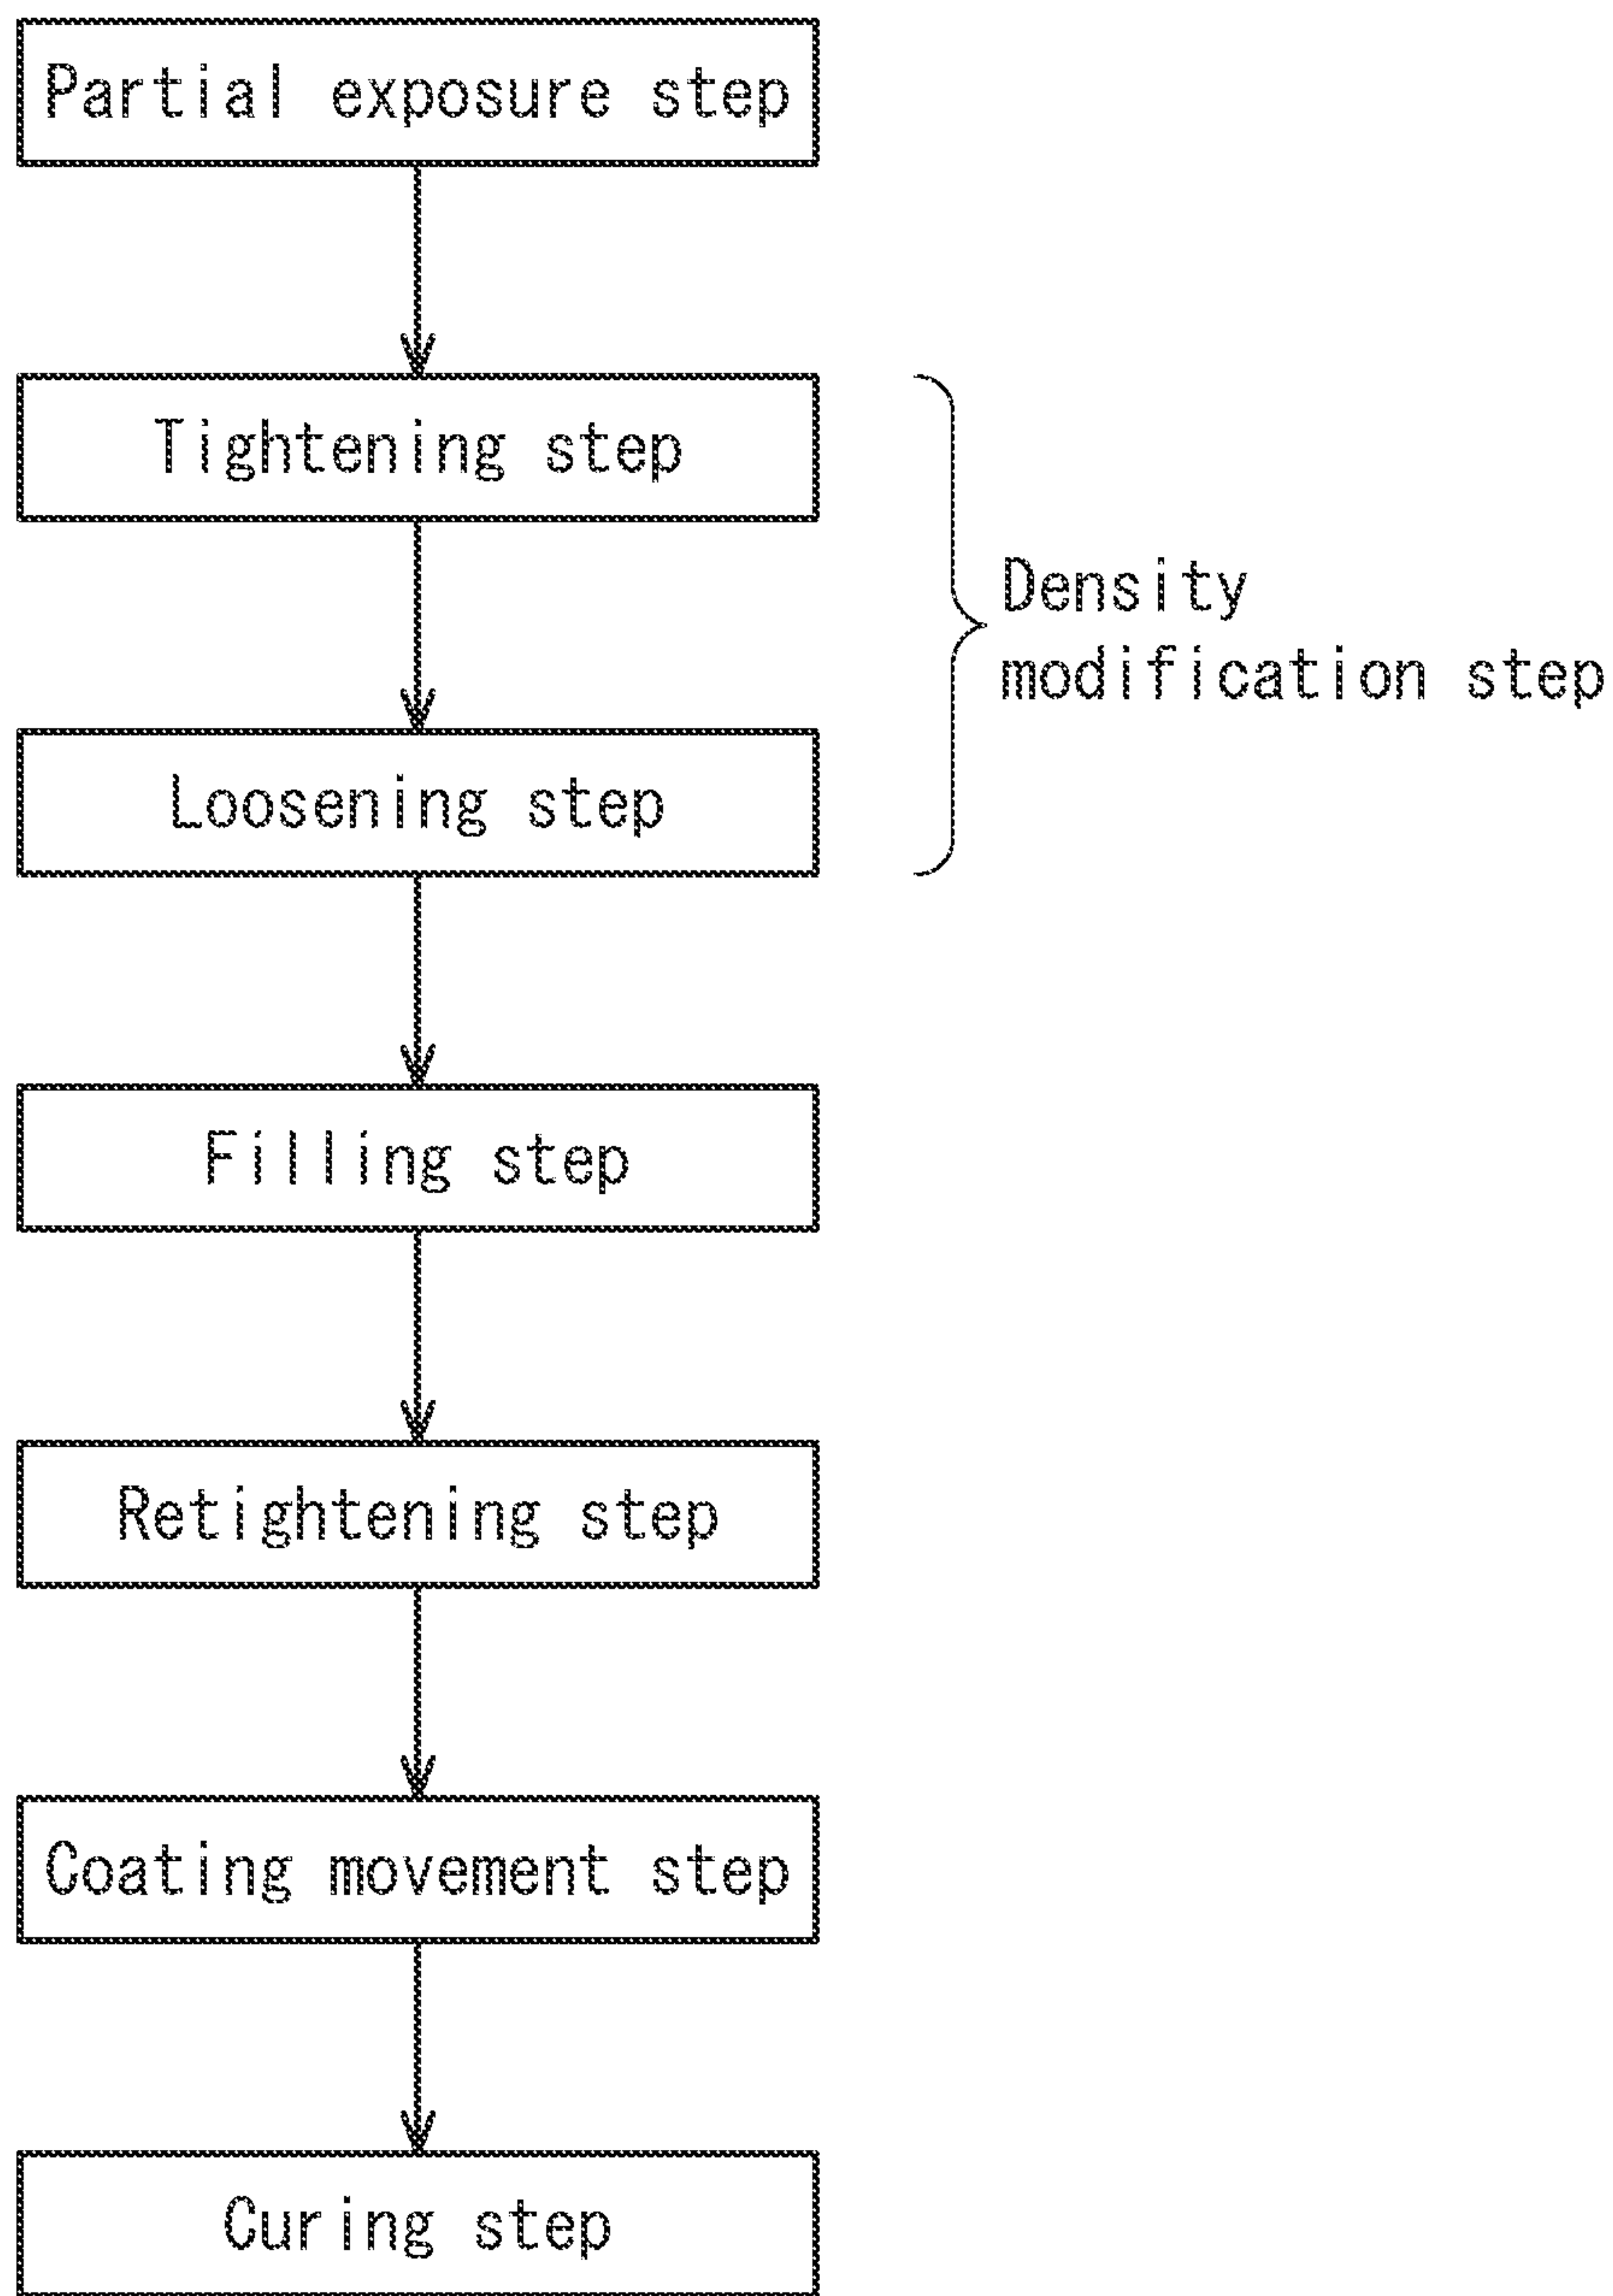 Partial exposure step
Tightening step
Density
modification step
Loosening step
Filling step
Retightening step
Coating movement step
Curing step